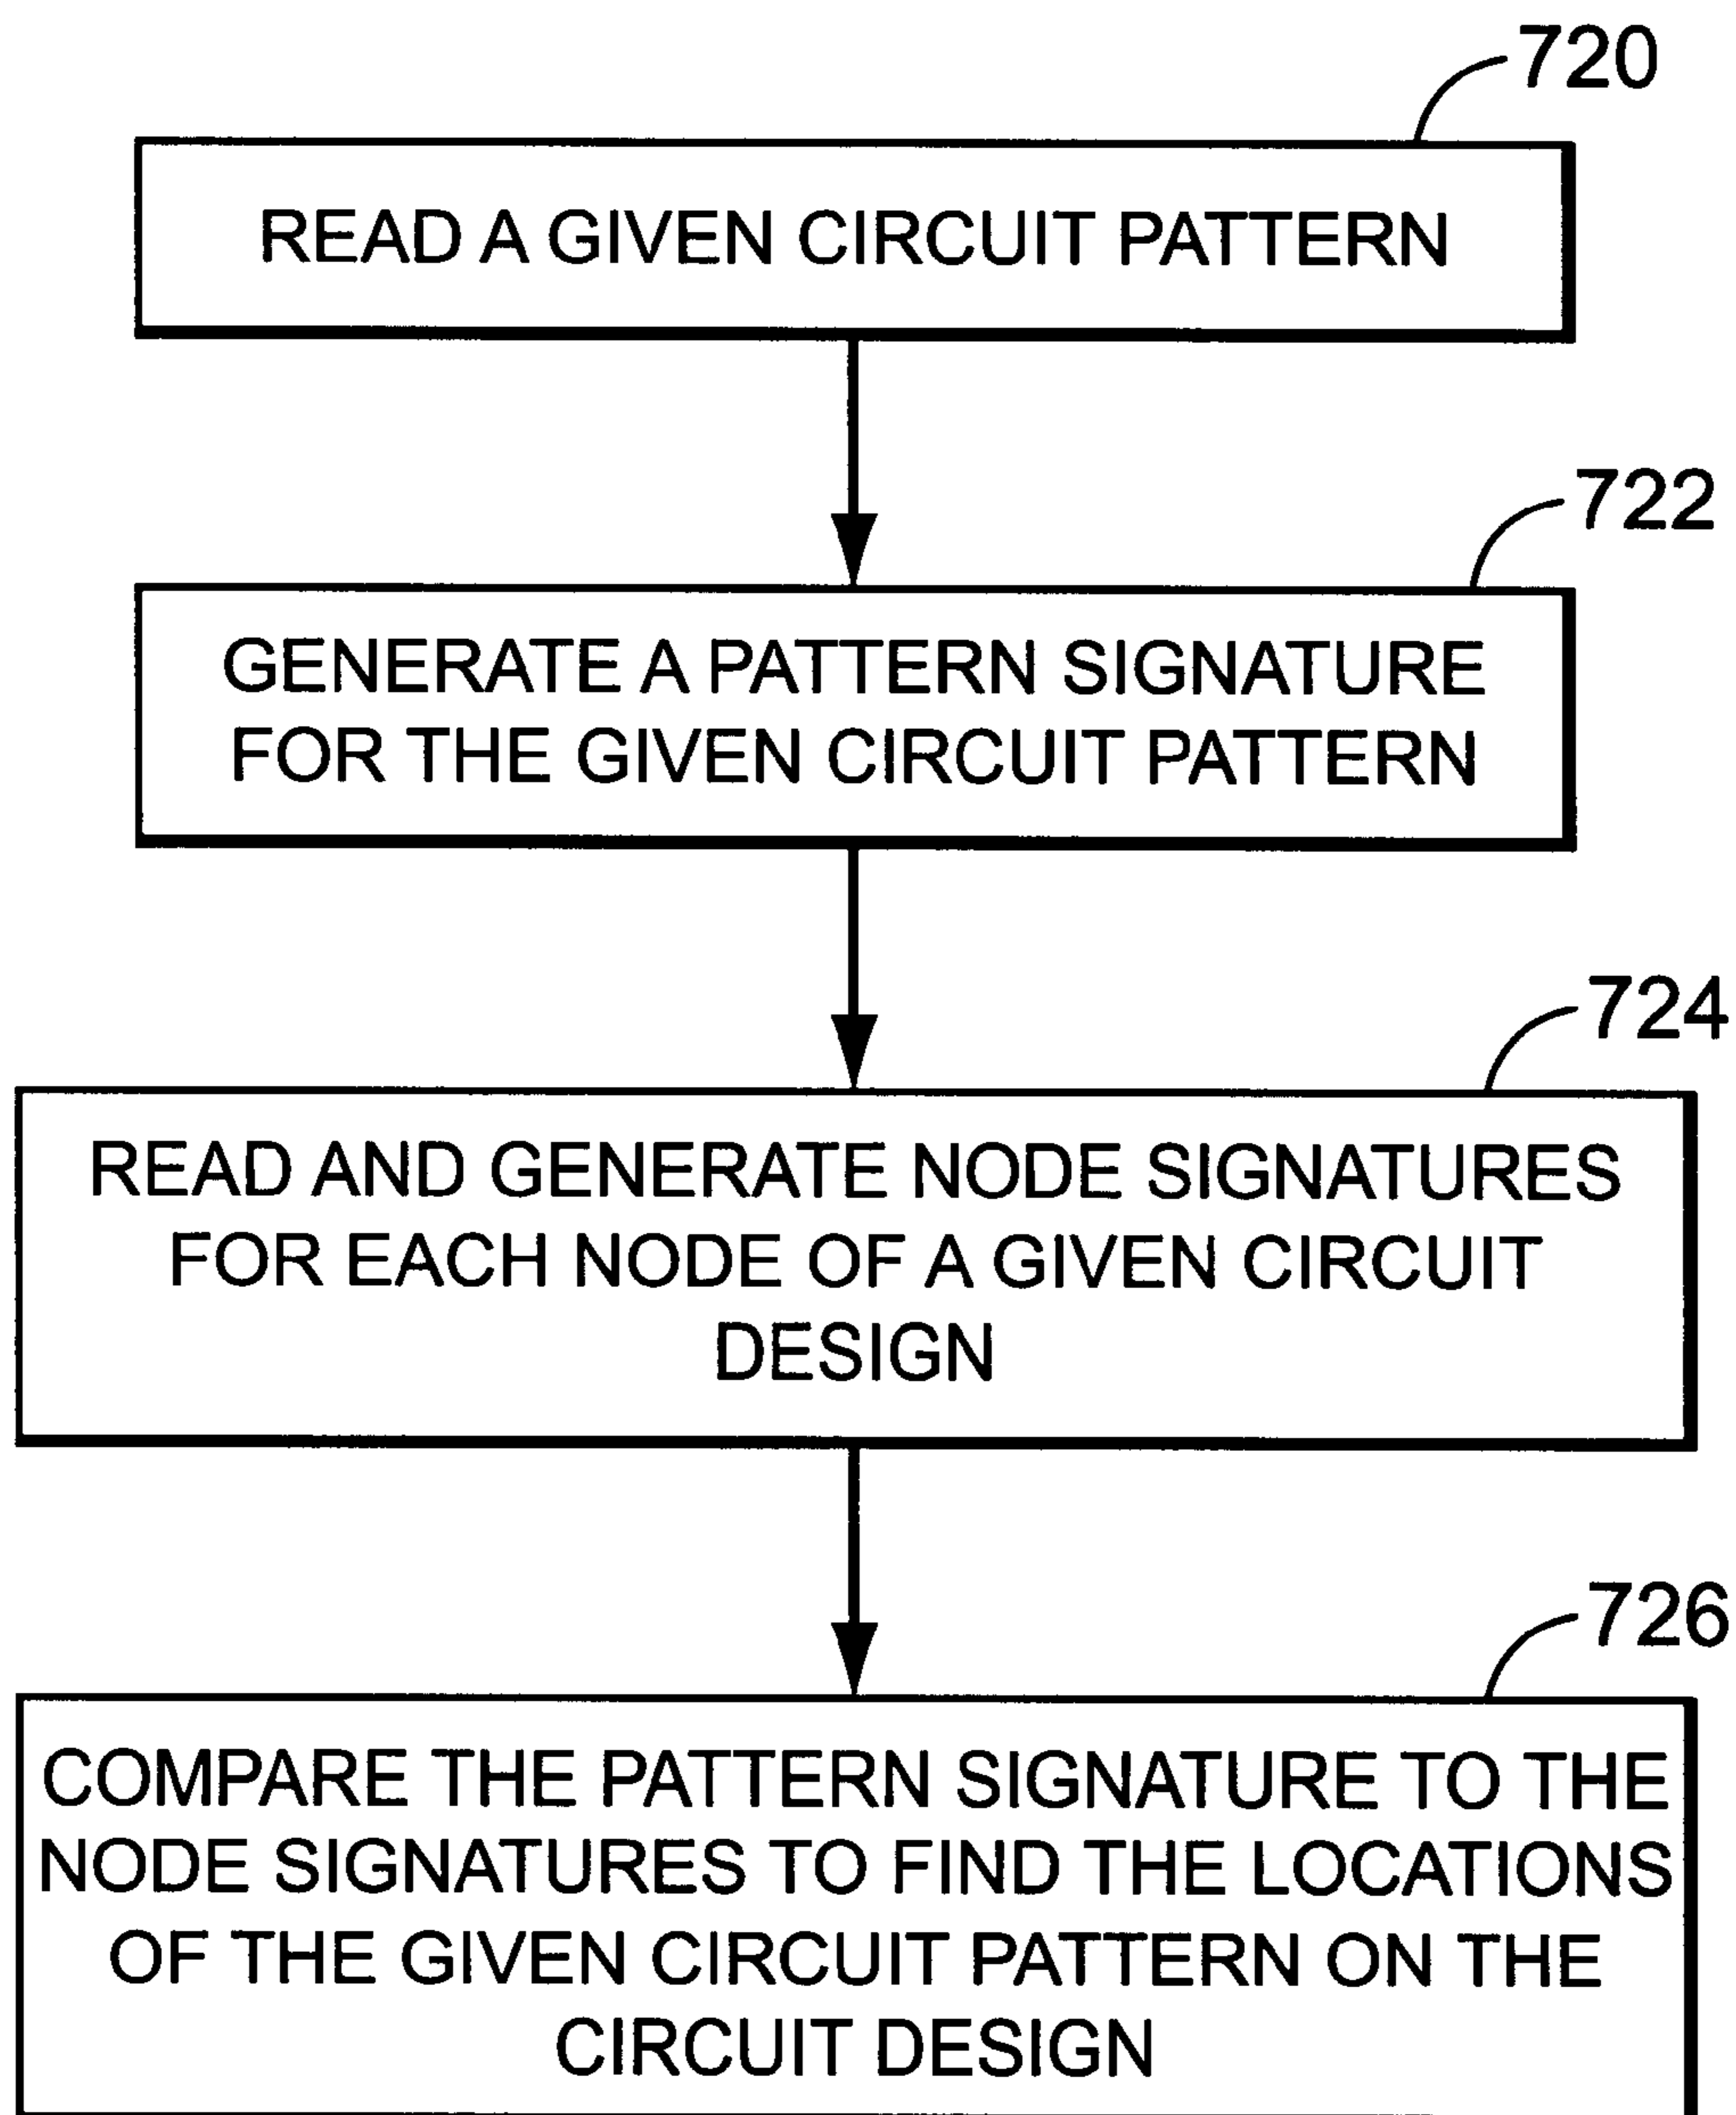 720
READ A GIVEN CIRCUIT PATTERN
722
GENERATE A PATTERN SIGNATURE
FOR THE GIVEN CIRCUIT PATTERN
724
READ AND GENERATE NODE SIGNATURES
FOR EACH NODE OF A GIVEN CIRCUIT
DESIGN
726
COMPARE THE PATTERN SIGNATURE TO THE
NODE SIGNATURES TO FIND THE LOCATIONS
OF THE GIVEN CIRCUIT PATTERN ON THE
CIRCUIT DESIGN